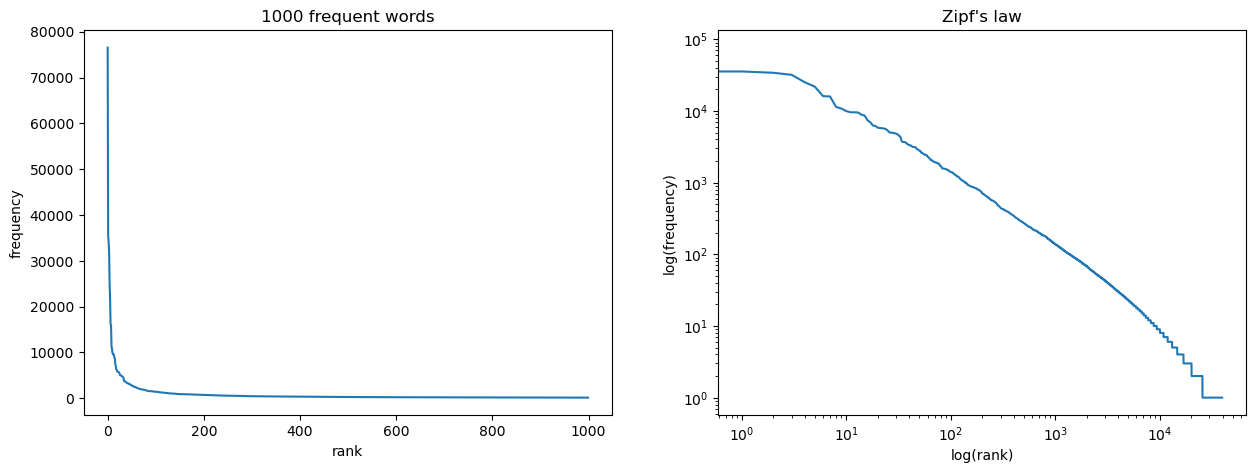 1000 frequent words
80000
70000
60000
50000
40000
30000
20000
10000
0
frequency
0 200 400 600 800 1000
rank
Zipf's law
10⁵
10⁴
10³
10²
10¹
10⁰
log(frequency)
10⁰ 10¹ 10² 10³ 10⁴
log(rank)